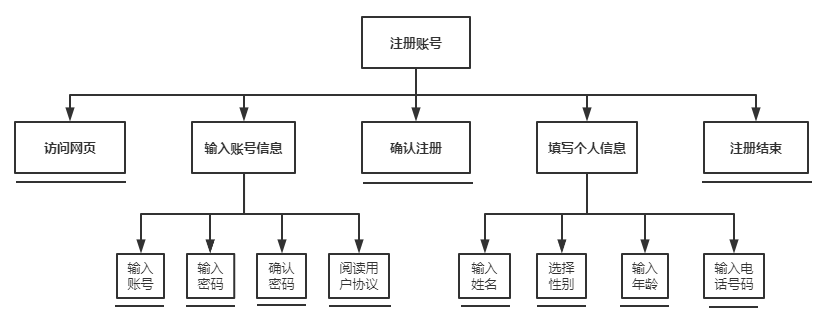 注册账号
访问网页
输入账号信息
确认注册
填写个人信息
注册结束
输入
账号
输入
密码
确认
密码
阅读用
户协议
输入
姓名
选择
性别
输入
年龄
输入电
话号码